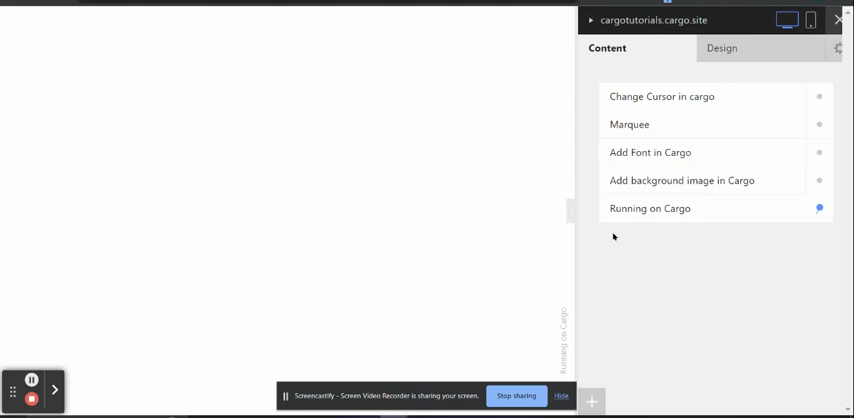 cargotutorials.cargo.site
Content
Design
Change Cursor in cargo
Marquee
Add Font in Cargo
Add background image in Cargo
Running on Cargo
Running on Cargo
Screencastify - Screen Video Recorder is sharing your screen.
Stop sharing
Hide